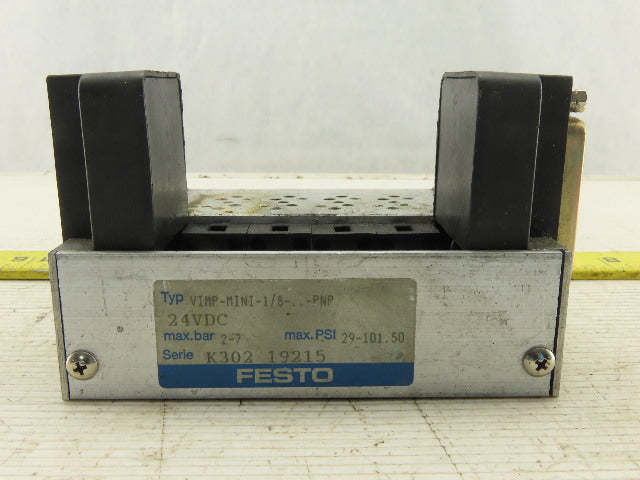 Typ VIMP-MINI-1/8-..-PNP
24VDC
max.bar 2-7 max.PSI 29-101.50
Serie K302 19215
FESTO